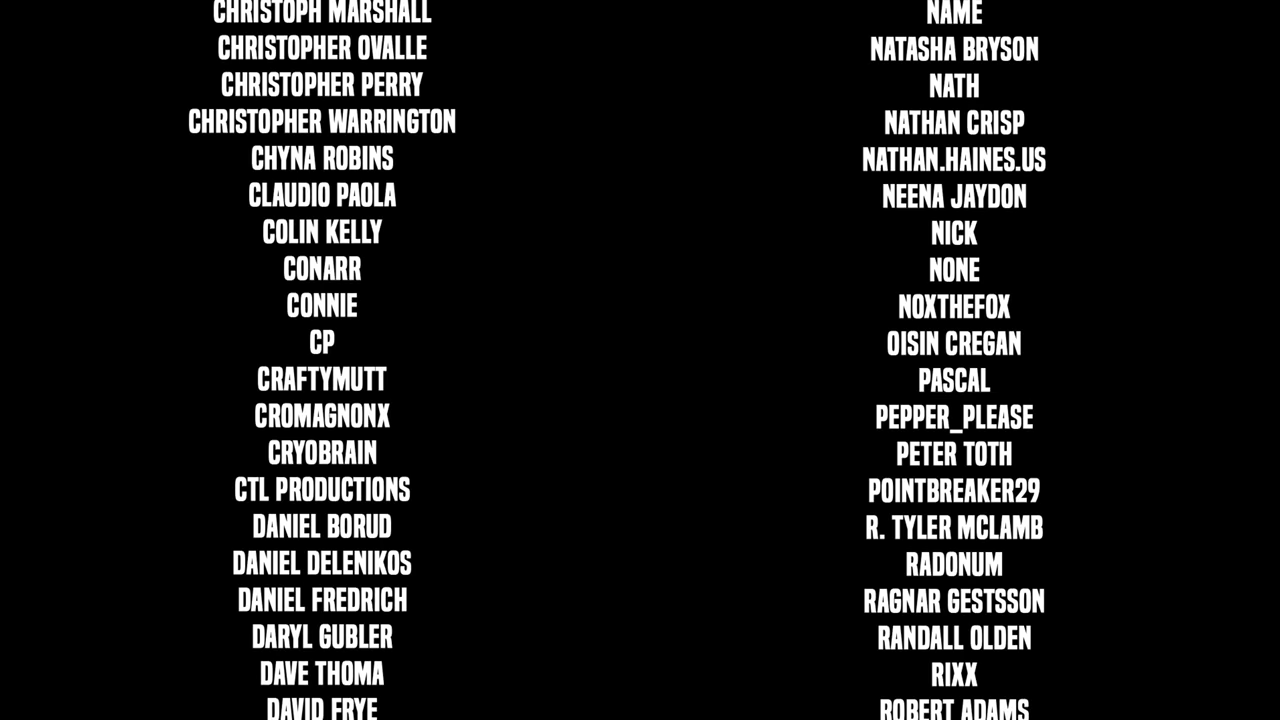 CHRISTOPH MARSHALL
CHRISTOPHER OVALLE
CHRISTOPHER PERRY
CHRISTOPHER WARRINGTON
CHYNA ROBINS
CLAUDIO PAOLA
COLIN KELLY
CONARR
CONNIE
CP
CRAFTYMUTT
CROMAGNONX
CRYOBRAIN
CTL PRODUCTIONS
DANIEL BORUD
DANIEL DELENIKOS
DANIEL FREDRICH
DARYL GUBLER
DAVE THOMA
DAVID FRYE
NAME
NATASHA BRYSON
NATH
NATHAN CRISP
NATHAN.HAINES.US
NEENA JAYDON
NICK
NONE
NOXTHEFOX
OISIN CREGAN
PASCAL
PEPPER_PLEASE
PETER TOTH
POINTBREAKER29
R. TYLER MCLAMB
RADONUM
RAGNAR GESTSSON
RANDALL OLDEN
RIXX
ROBERT ADAMS